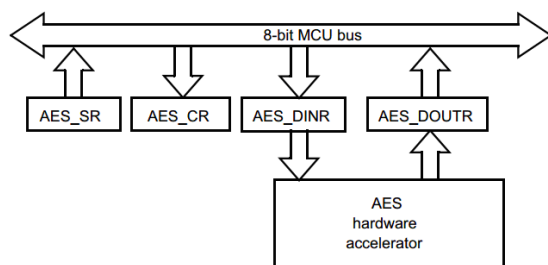 8-bit MCU bus
AES_SR
AES_CR
AES_DINR
AES_DOUTR
AES
hardware
accelerator